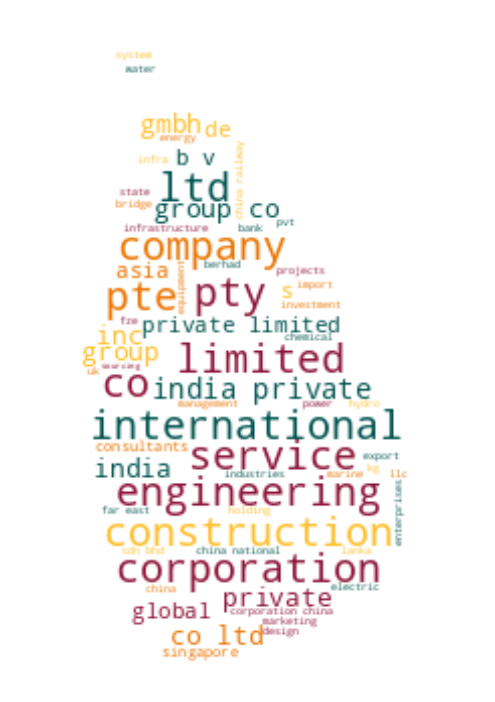 system
water
gmbh de
energy
infra b v china railway
state ltd
bridge group co
infrastructure bank pvt
company
asia berhad projects
equipment
pte pty s import
investment
fze private limited
inc chemical
group limited
uk sourcing
co india private
management power hydro
international
consultants service export
india industries marine kg llc
engineering enterprises
far east holding
construction
sdn bhd china national lanka
corporation
china electric
private
global corporation china
marketing
co ltd design
singapore